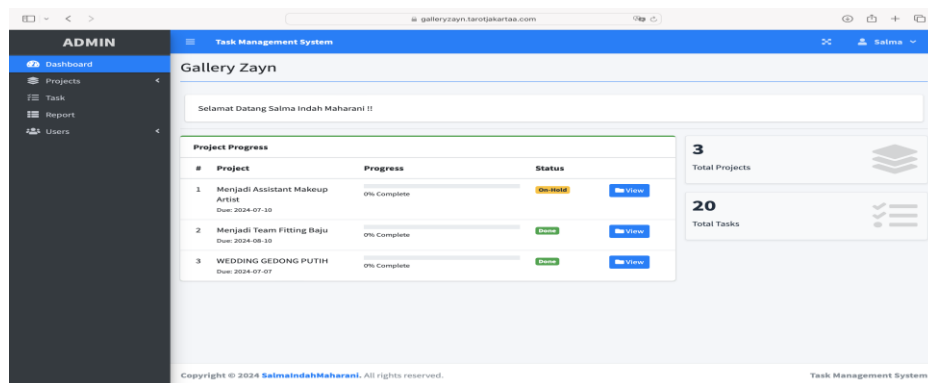 galleryzayn.tarotjakartaa.com
ADMIN
Task Management System
Salma
Dashboard
Projects
Task
Report
Users
Gallery Zayn
Selamat Datang Salma Indah Maharani !!
Project Progress
# Project Progress Status
1 Menjadi Assistant Makeup Artist
Due: 2024-07-10
0% Complete
On-Hold
View
2 Menjadi Team Fitting Baju
Due: 2024-08-10
0% Complete
Done
View
3 WEDDING GEDONG PUTIH
Due: 2024-07-07
0% Complete
Done
View
3
Total Projects
20
Total Tasks
Copyright © 2024 SalmaIndahMaharani. All rights reserved.
Task Management System